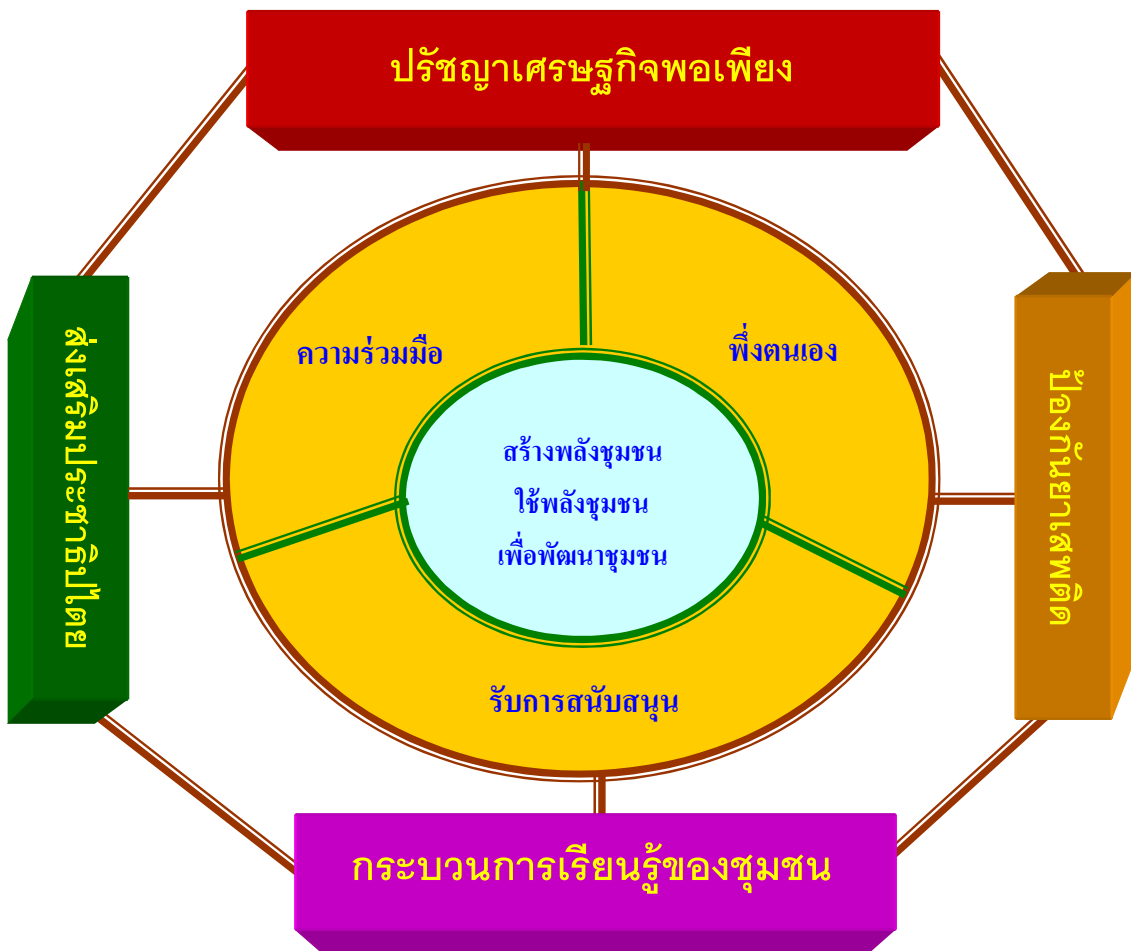 ปรัชญาเศรษฐกิจพอเพียง
ความร่วมมือ
พึ่งตนเอง
ส่งเสริมประชาธิปไตย
สร้างพลังชุมชน
ใช้พลังชุมชน
เพื่อพัฒนาชุมชน
ป้องกันยาเสพติด
รับการสนับสนุน
กระบวนการเรียนรู้ของชุมชน